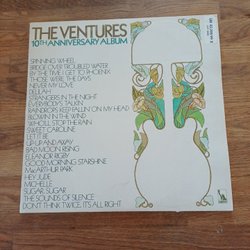 THE VENTURES
10TH ANNIVERSARY ALBUM
SPINNING WHEEL
BRIDGE OVER TROUBLED WATER
BY THE TIME I GET TO PHOENIX
THOSE WERE THE DAYS
NEVER MY LOVE
DELILAH
STRANGERS IN THE NIGHT
EVERYBODY'S TALKIN'
RAINDROPS KEEP FALLIN' ON MY HEAD
BLOWIN' IN THE WIND
WHO'LL STOP THE RAIN
SWEET CAROLINE
LET IT BE
UP UP AND AWAY
BAD MOON RISING
ELEANOR RIGBY
GOOD MORNING STARSHINE
MacARTHUR PARK
HEY JUDE
MICHELLE
SUGAR, SUGAR
THE SOUNDS OF SILENCE
DON'T THINK TWICE, IT'S ALL RIGHT